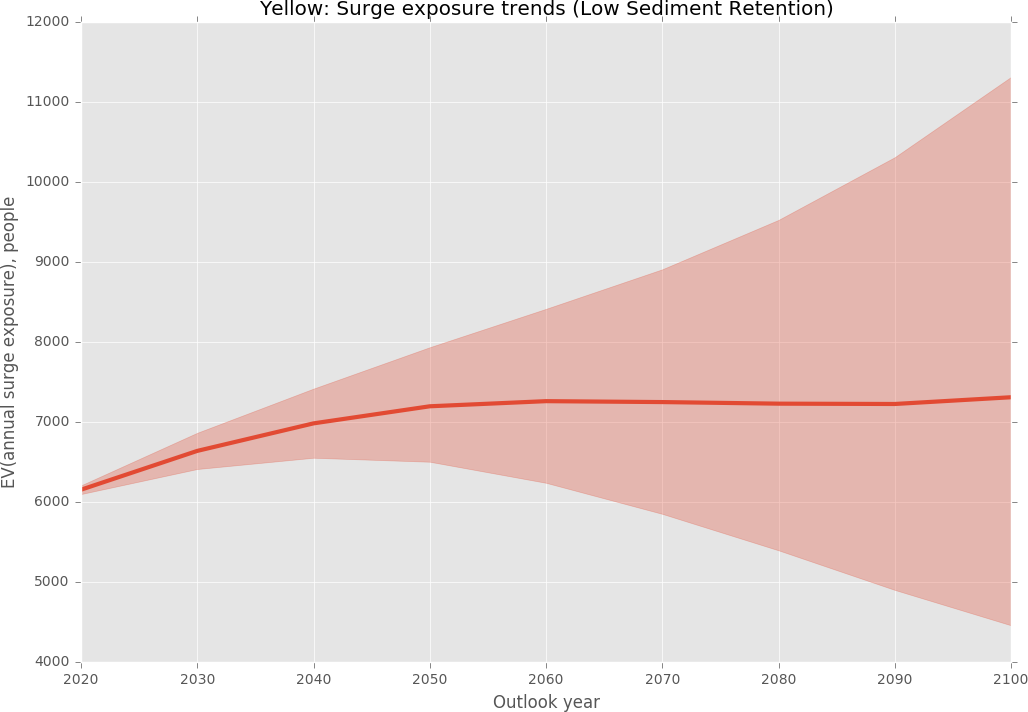 Yellow: Surge exposure trends (Low Sediment Retention)
12000
11000
10000
9000
8000
7000
6000
5000
4000
EV(annual surge exposure), people
2020 2030 2040 2050 2060 2070 2080 2090 2100
Outlook year